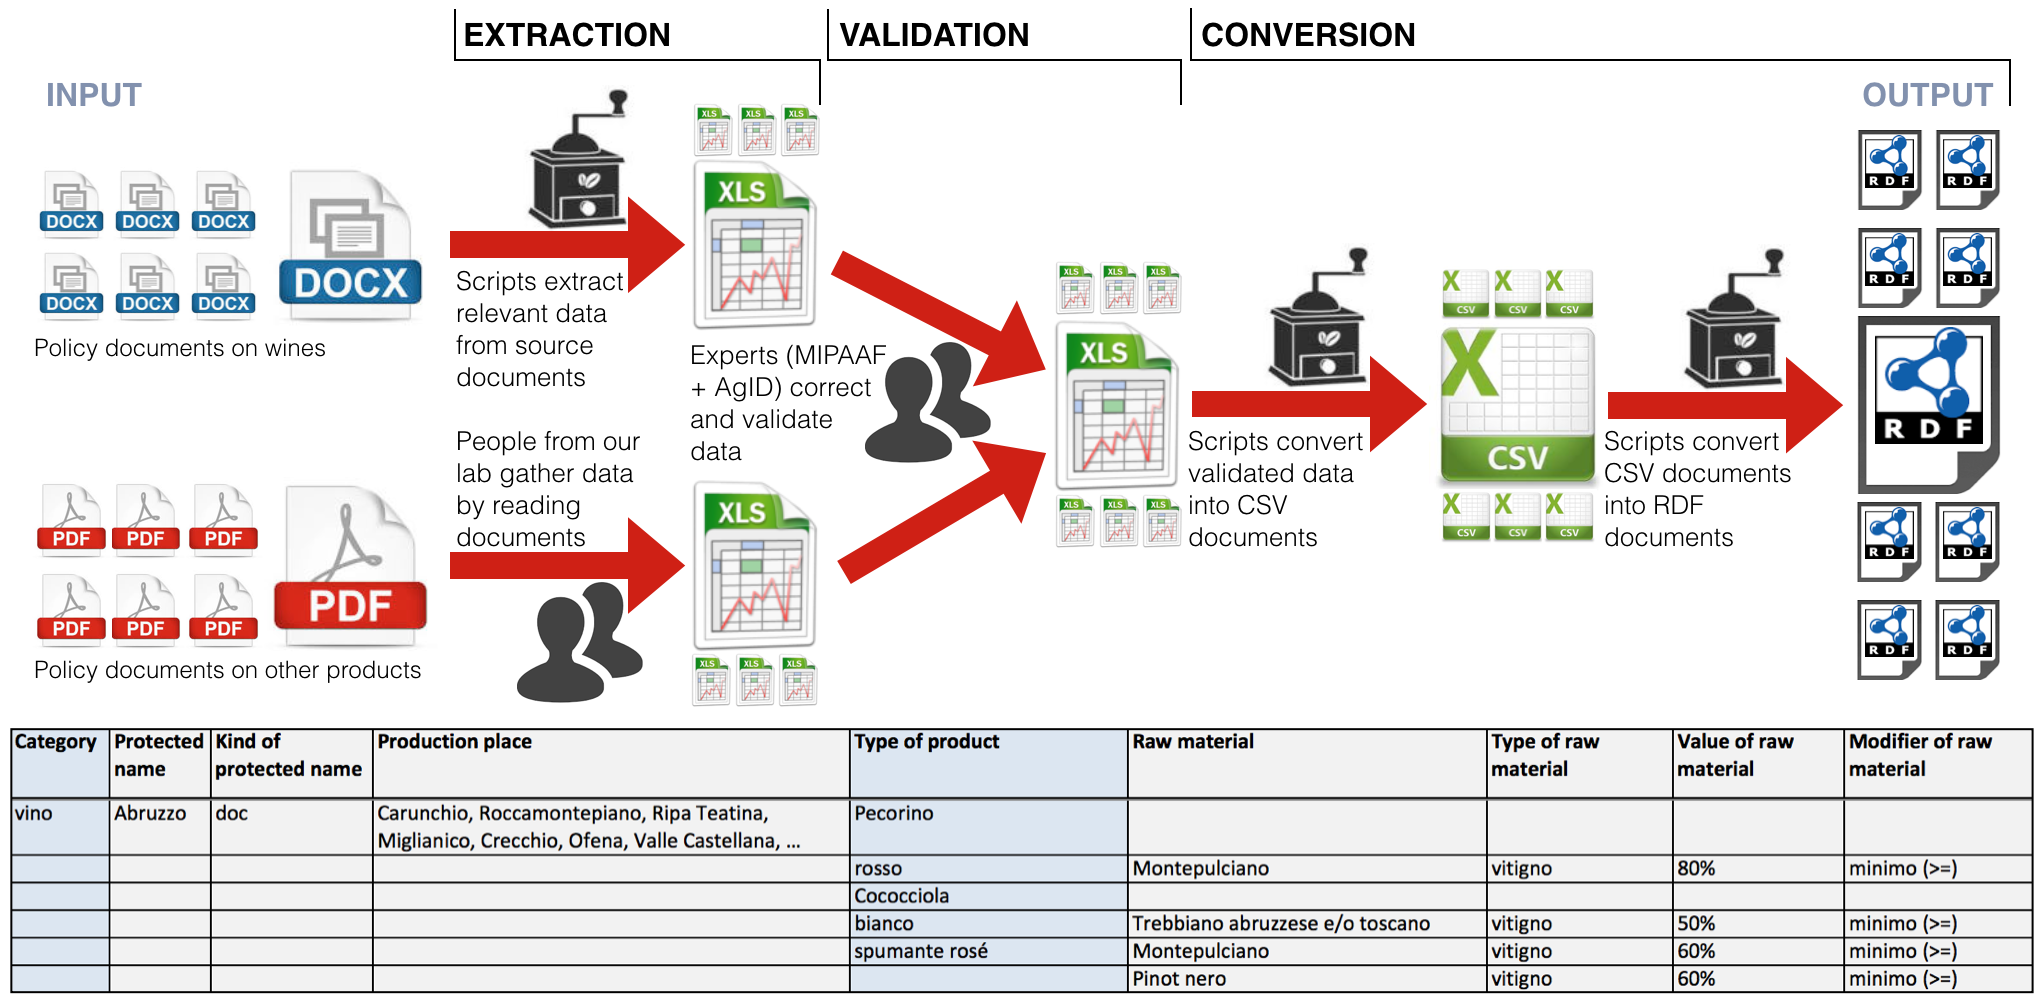 EXTRACTION
VALIDATION
CONVERSION
INPUT
OUTPUT
DOCX DOCX DOCX
DOCX DOCX DOCX
DOCX
Policy documents on wines
PDF PDF PDF
PDF PDF PDF
PDF
Policy documents on other products
Scripts extract
relevant data
from source
documents
People from our
lab gather data
by reading
documents
XLS XLS XLS
XLS
Experts (MIPAAF
+ AgID) correct
and validate
data
XLS
XLS XLS XLS
XLS XLS XLS
XLS
XLS XLS XLS
Scripts convert
validated data
into CSV
documents
X X X
CSV CSV CSV
X
CSV
X X X
CSV CSV CSV
Scripts convert
CSV documents
into RDF
documents
RDF RDF
RDF RDF
RDF
RDF RDF
RDF RDF
Category Protected name Kind of protected name Production place Type of product Raw material Type of raw material Value of raw material Modifier of raw material
vino Abruzzo doc Carunchio, Roccamontepiano, Ripa Teatina, Pecorino
Miglianico, Crecchio, Ofena, Valle Castellana, ...
rosso Montepulciano vitigno 80% minimo (>=)
Cococciola
bianco Trebbiano abruzzese e/o toscano vitigno 50% minimo (>=)
spumante rosé Montepulciano vitigno 60% minimo (>=)
Pinot nero vitigno 60% minimo (>=)